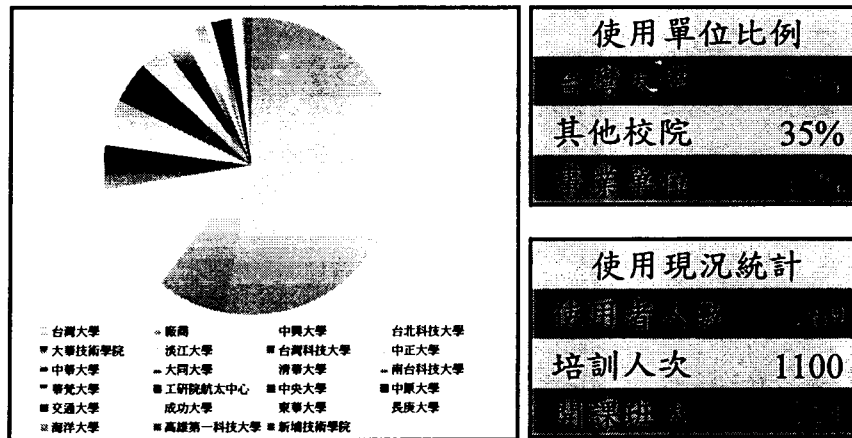 使用單位比例
其他校院 35%
使用現況統計
培訓人次 1100
台灣大學 廠商 中興大學 台北科技大學
大華技術學院 淡江大學 台灣科技大學 中正大學
中華大學 大同大學 清華大學 南台科技大學
華梵大學 工研院航太中心 中央大學 中原大學
交通大學 成功大學 東華大學 長庚大學
海洋大學 高雄第一科技大學 新埔技術學院